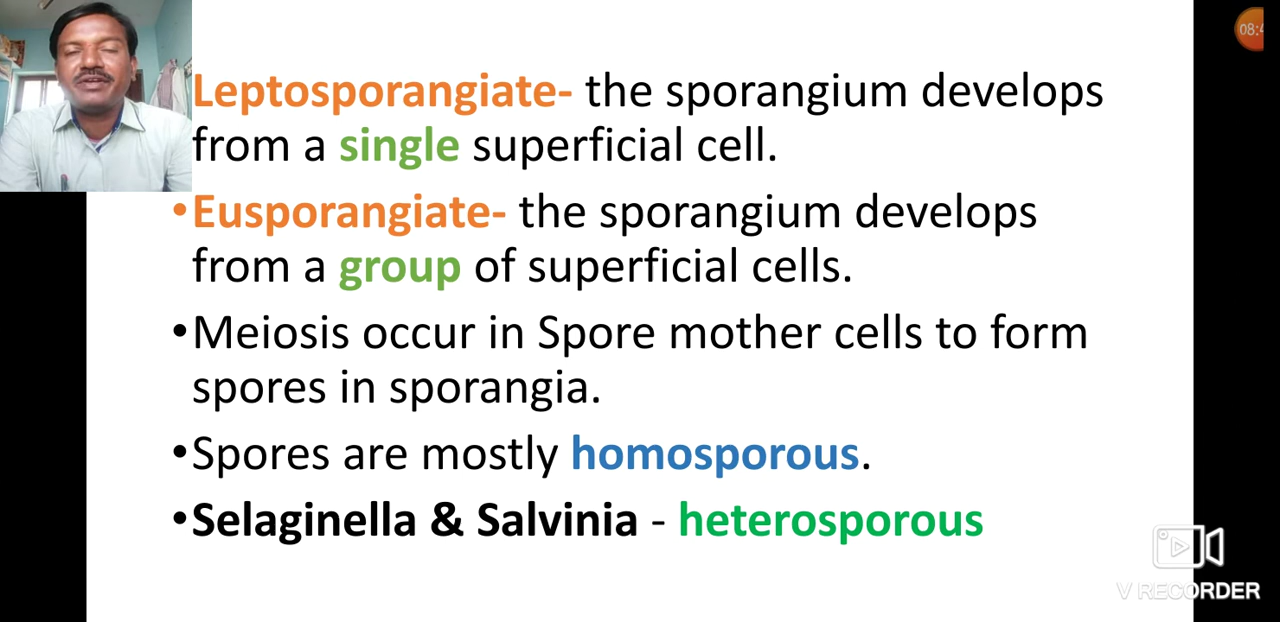 Leptosporangiate- the sporangium develops
from a single superficial cell.
•Eusporangiate- the sporangium develops
from a group of superficial cells.
•Meiosis occur in Spore mother cells to form
spores in sporangia.
•Spores are mostly homosporous.
•Selaginella & Salvinia - heterosporous
V RECORDER